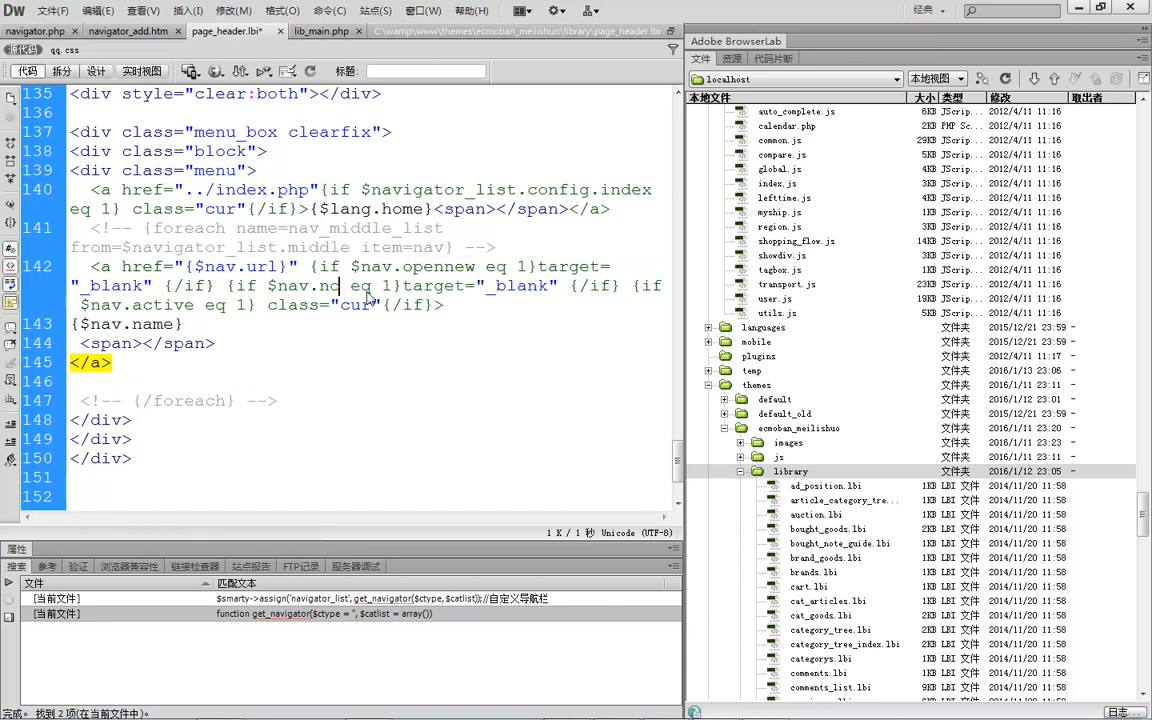 DW 文件(F) 编辑(E) 查看(V) 插入(I) 修改(M) 格式(O) 命令(C) 站点(S) 窗口(W) 帮助(H) 经典
navigator.php × navigator_add.htm × page_header.lbi* × lib_main.php × C:\wamp\www\themes\ecmoban_meilishuo\library\page_header.lbi
源代码 qq.css
代码 拆分 设计 实时视图 标题:
135 <div style="clear:both"></div>
136
137 <div class="menu_box clearfix">
138 <div class="block">
139 <div class="menu">
140 <a href="../index.php"{if $navigator_list.config.index
eq 1} class="cur"{/if}>{$lang.home}<span></span></a>
141 <!-- {foreach name=nav_middle_list
from=$navigator_list.middle item=nav} -->
142 <a href="{$nav.url}" {if $nav.opennew eq 1}target=
"_blank" {/if} {if $nav.no eq 1}target="_blank" {/if} {if
$nav.active eq 1} class="cur"{/if}>
143 {$nav.name}
144 <span></span>
145 </a>
146
147 <!-- {/foreach} -->
148 </div>
149 </div>
150 </div>
151
152
1 K / 1 秒 Unicode (UTF-8)
属性
搜索 参考 验证 浏览器兼容性 链接检查器 站点报告 FTP记录 服务器调试
文件 匹配文本
[当前文件] $smarty->assign('navigator_list', get_navigator($ctype, $catlist));//自定义导航栏
[当前文件] function get_navigator($ctype = '', $catlist = array())
完成。 找到 2 项(在当前文件中)。
Adobe BrowserLab
文件 资源 代码片断
localhost 本地视图
本地文件 大小 类型 修改 取出者
auto_complete.js 6KB JScrip... 2012/4/11 11:16
calendar.php 2KB PHP Sc... 2012/4/11 11:16
common.js 29KB JScrip... 2012/4/11 11:16
compare.js 5KB JScrip... 2012/4/11 11:16
global.js 4KB JScrip... 2012/4/11 11:16
index.js 3KB JScrip... 2012/4/11 11:16
lefttime.js 4KB JScrip... 2012/4/11 11:16
myship.js 1KB JScrip... 2012/4/11 11:16
region.js 4KB JScrip... 2012/4/11 11:16
shopping_flow.js 23KB JScrip... 2012/4/11 11:16
showdiv.js 3KB JScrip... 2012/4/11 11:16
tagbox.js 4KB JScrip... 2012/4/11 11:16
transport.js 23KB JScrip... 2012/4/11 11:16
user.js 19KB JScrip... 2012/4/11 11:16
utils.js 5KB JScrip... 2012/4/11 11:16
languages 文件夹 2015/12/21 23:59
mobile 文件夹 2015/12/21 23:59
plugins 文件夹 2012/4/11 11:17
temp 文件夹 2016/1/13 23:06
themes 文件夹 2016/1/11 23:06
default 文件夹 2016/1/12 23:01
default_old 文件夹 2015/12/21 23:59
ecmoban_meilishuo 文件夹 2016/1/11 23:20
images 文件夹 2016/1/11 23:23
js 文件夹 2016/1/11 23:20
library 文件夹 2016/1/12 23:05
ad_position.lbi 1KB LBI 文件 2014/11/20 11:58
article_category_tre... 1KB LBI 文件 2014/11/20 11:58
auction.lbi 1KB LBI 文件 2014/11/20 11:58
bought_goods.lbi 2KB LBI 文件 2014/11/20 11:58
bought_note_guide.lbi 1KB LBI 文件 2014/11/20 11:58
brand_goods.lbi 1KB LBI 文件 2014/11/20 11:58
brands.lbi 1KB LBI 文件 2014/11/20 11:58
cart.lbi 1KB LBI 文件 2014/11/20 11:58
cat_articles.lbi 1KB LBI 文件 2014/11/20 11:58
cat_goods.lbi 1KB LBI 文件 2014/11/20 11:58
category_tree.lbi 1KB LBI 文件 2014/11/20 11:58
category_tree_index.lbi 1KB LBI 文件 2014/11/20 11:58
categorys.lbi 1KB LBI 文件 2014/11/20 11:58
comments.lbi 1KB LBI 文件 2014/11/20 11:58
comments_list.lbi 9KB LBI 文件 2014/11/20 11:58
日志...